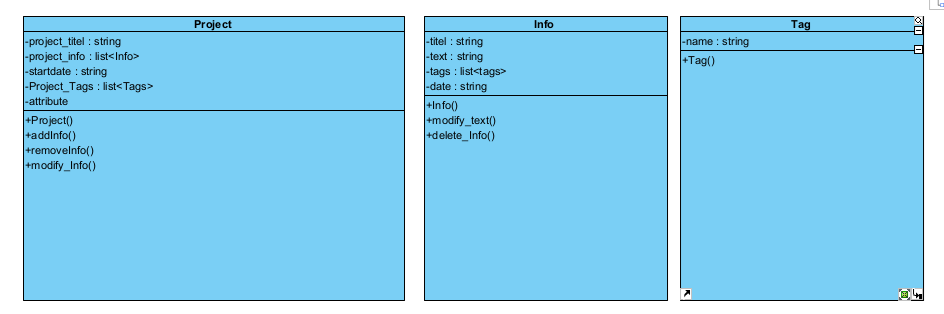 Project
-project_titel : string
-project_info : list<Info>
-startdate : string
-Project_Tags : list<Tags>
-attribute
+Project()
+addInfo()
+removeInfo()
+modify_Info()
Info
-titel : string
-text : string
-tags : list<tags>
-date : string
+Info()
+modify_text()
+delete_Info()
Tag
-name : string
+Tag()